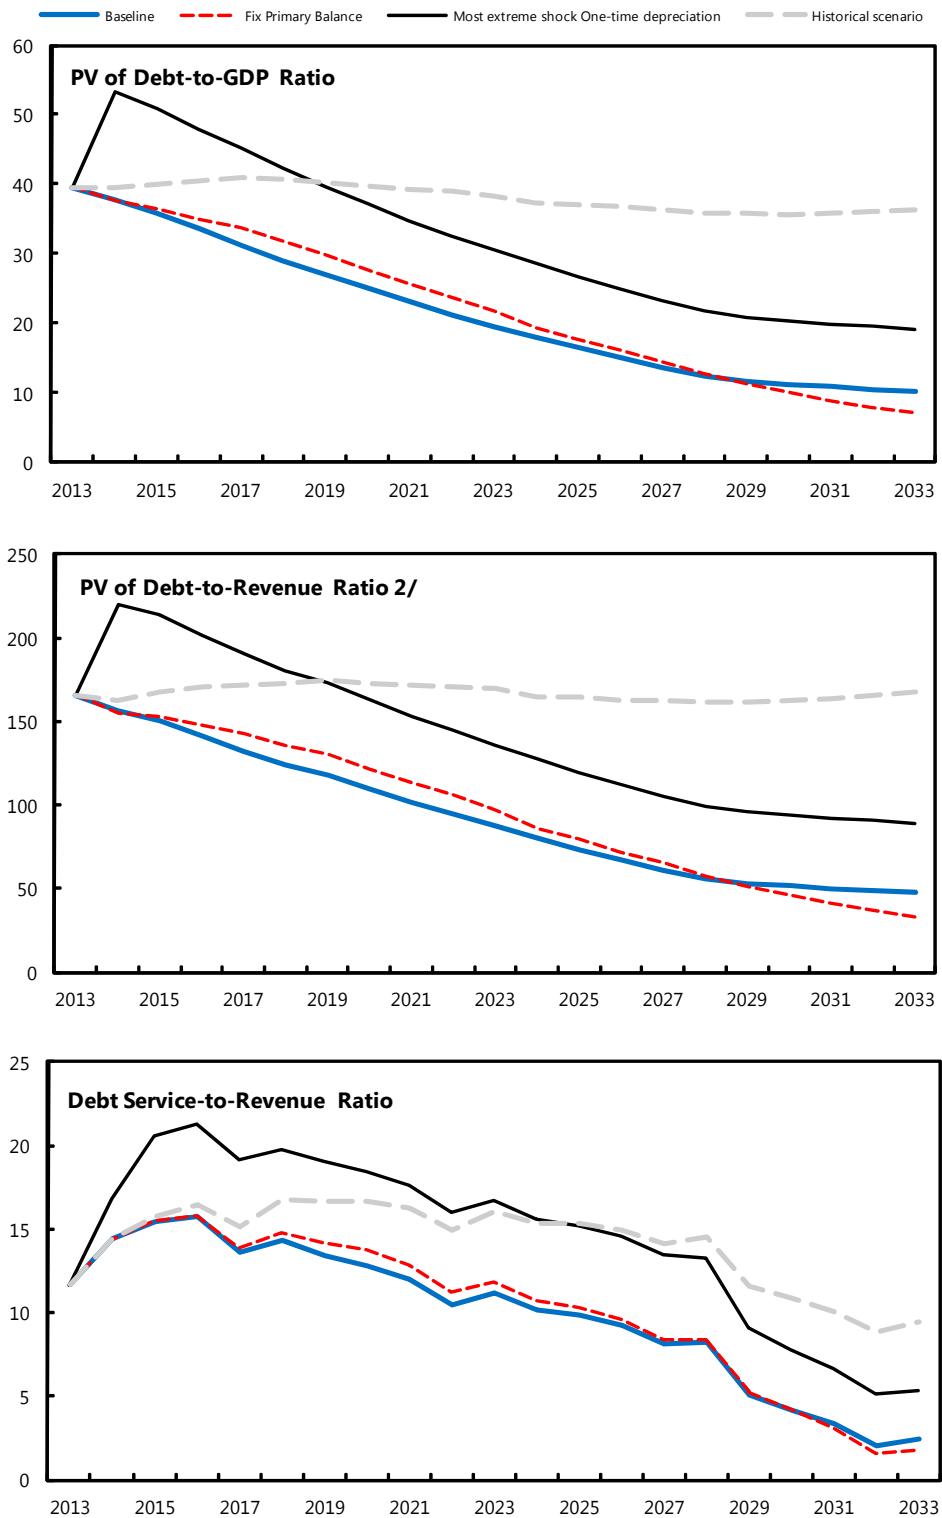 Baseline Fix Primary Balance Most extreme shock One-time depreciation Historical scenario
60
PV of Debt-to-GDP Ratio
50
40
30
20
10
0
2013 2015 2017 2019 2021 2023 2025 2027 2029 2031 2033
250
PV of Debt-to-Revenue Ratio 2/
200
150
100
50
0
2013 2015 2017 2019 2021 2023 2025 2027 2029 2031 2033
25
Debt Service-to-Revenue Ratio
20
15
10
5
0
2013 2015 2017 2019 2021 2023 2025 2027 2029 2031 2033